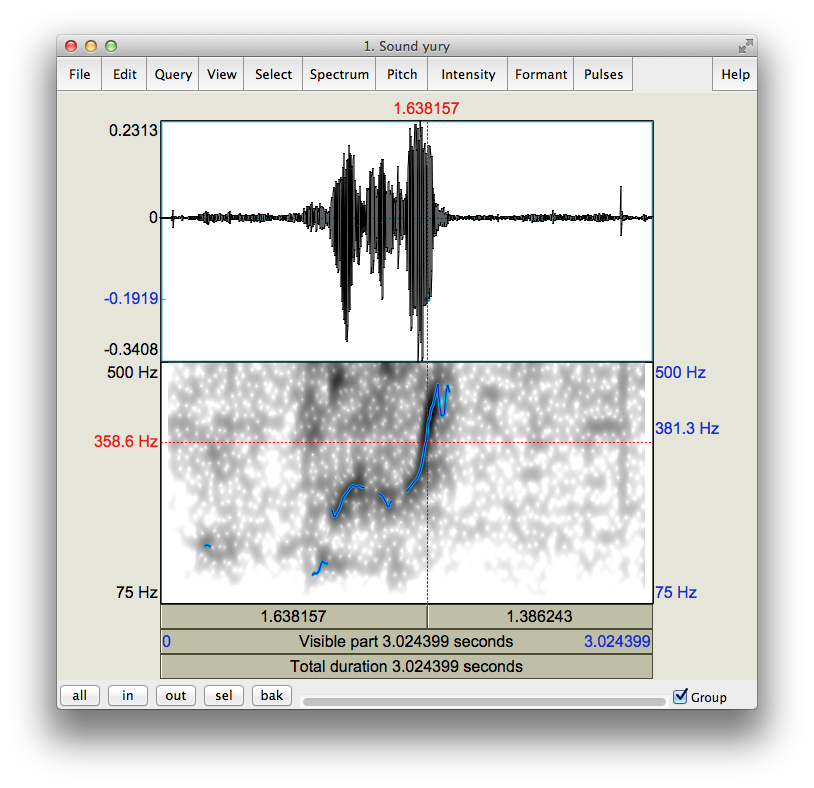 1. Sound yury
File Edit Query View Select Spectrum Pitch Intensity Formant Pulses Help
1.638157
0.2313
0
-0.1919
-0.3408
500 Hz 500 Hz
381.3 Hz
358.6 Hz
75 Hz 75 Hz
1.638157 1.386243
0 Visible part 3.024399 seconds 3.024399
Total duration 3.024399 seconds
all in out sel bak Group